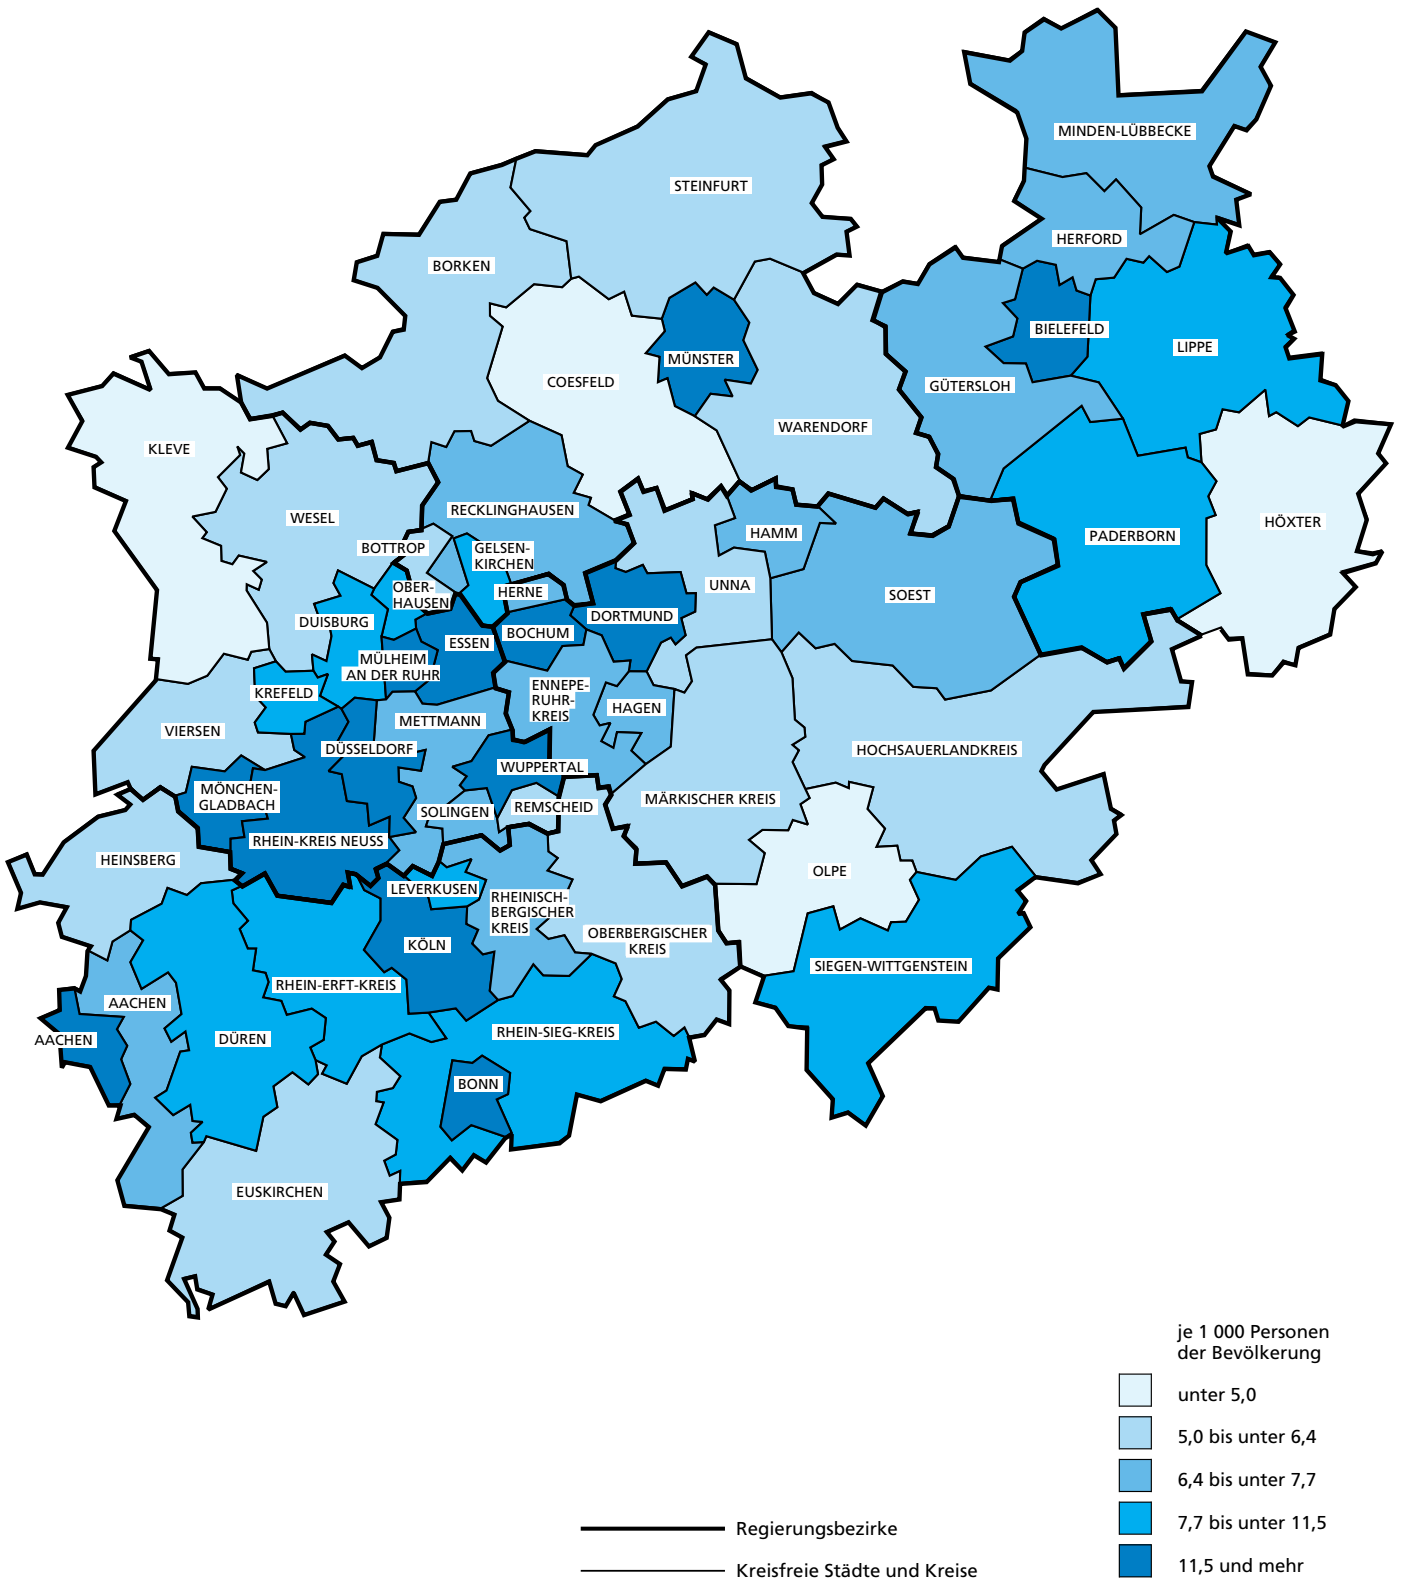 MINDEN-LÜBBECKE
STEINFURT
HERFORD
BORKEN
BIELEFELD
LIPPE
MÜNSTER
COESFELD
GÜTERSLOH
WARENDORF
KLEVE
RECKLINGHAUSEN
WESEL
HÖXTER
HAMM
PADERBORN
BOTTROP
GELSEN-
KIRCHEN
UNNA
OBER-
HAUSEN
HERNE
SOEST
DORTMUND
DUISBURG
BOCHUM
ESSEN
MÜLHEIM
AN DER RUHR
KREFELD
ENNEPE-
RUHR-
KREIS
HAGEN
METTMANN
VIERSEN
DÜSSELDORF
HOCHSAUERLANDKREIS
WUPPERTAL
MÖNCHEN-
GLADBACH
MÄRKISCHER KREIS
REMSCHEID
SOLINGEN
RHEIN-KREIS NEUSS
HEINSBERG
OLPE
LEVERKUSEN
RHEINISCH-
BERGISCHER
KREIS
OBERBERGISCHER
KREIS
KÖLN
SIEGEN-WITTGENSTEIN
RHEIN-ERFT-KREIS
AACHEN
RHEIN-SIEG-KREIS
AACHEN
DÜREN
BONN
EUSKIRCHEN
je 1 000 Personen
der Bevölkerung
unter 5,0
5,0 bis unter 6,4
6,4 bis unter 7,7
7,7 bis unter 11,5
11,5 und mehr
Regierungsbezirke
Kreisfreie Städte und Kreise